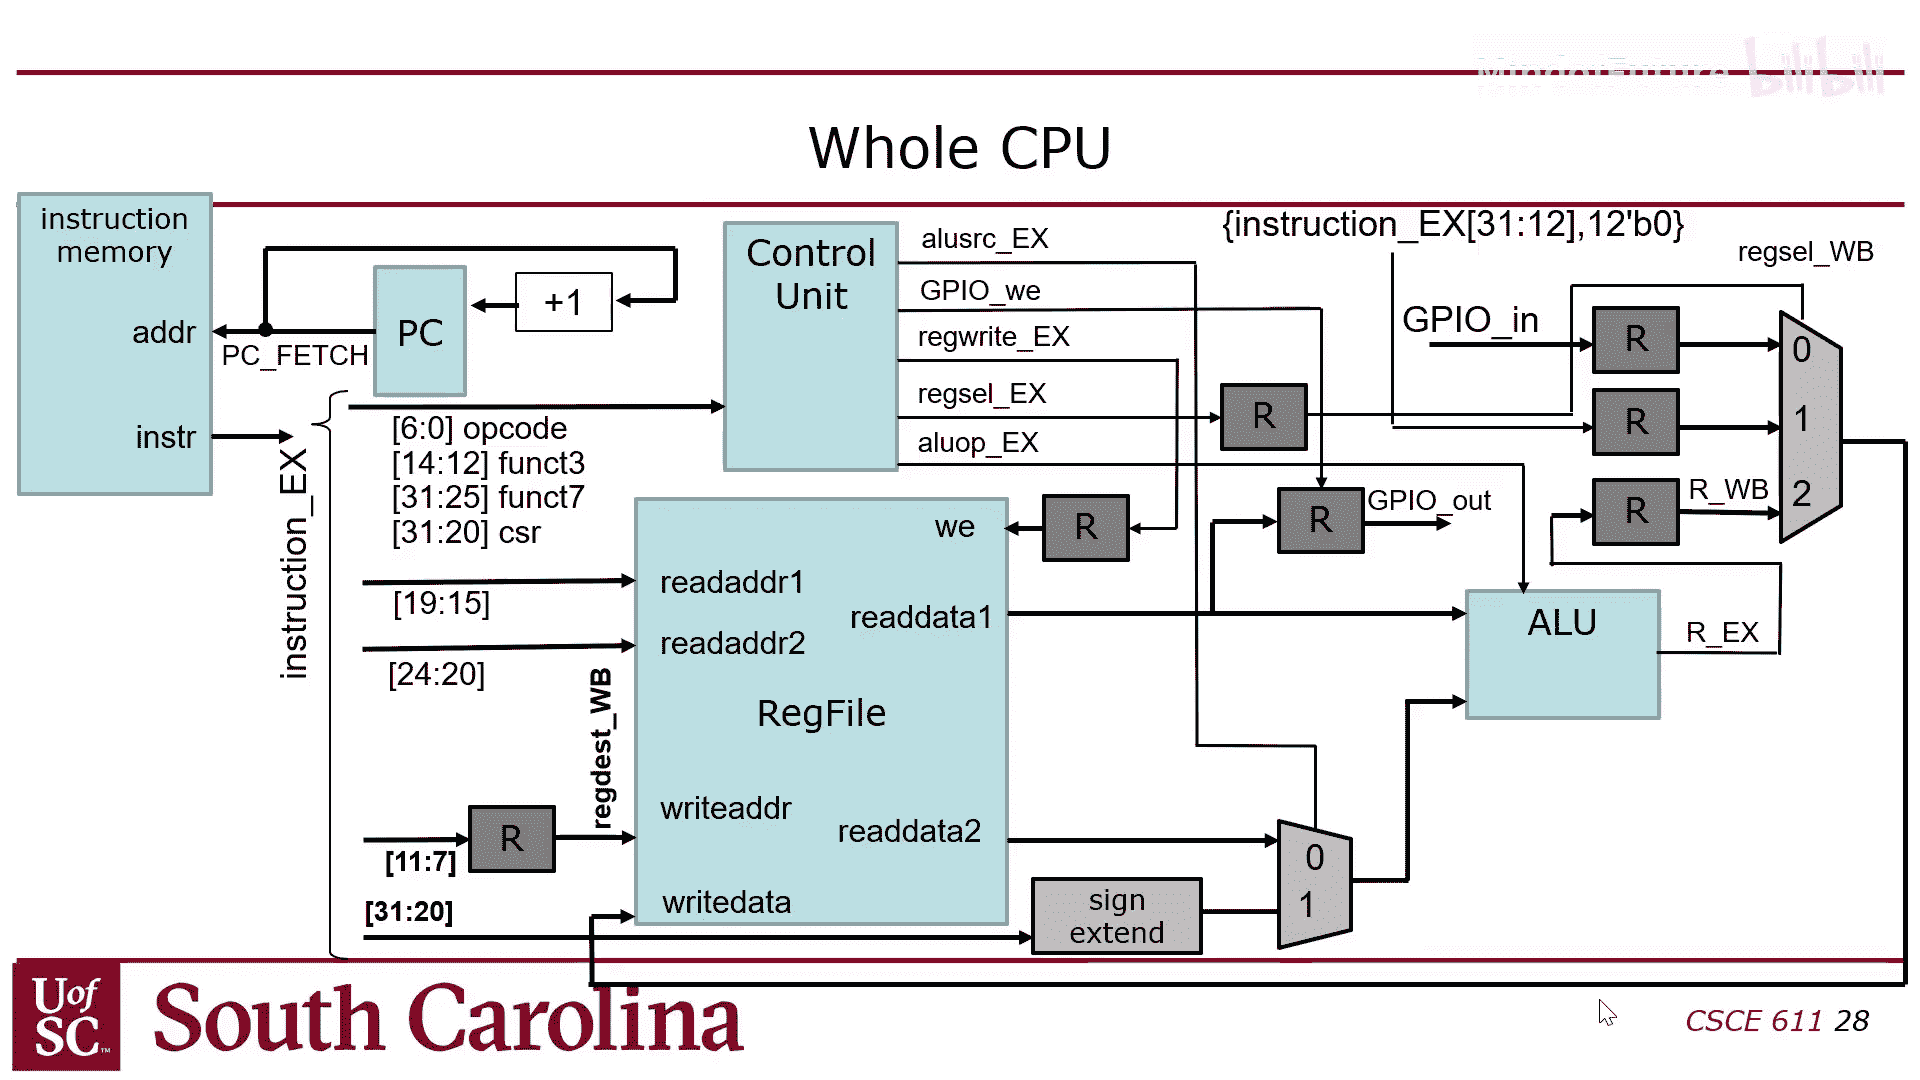 Whole CPU
instruction
memory
addr
instr
PC_FETCH
PC
+1
Control
Unit
alusrc_EX
GPIO_we
regwrite_EX
regsel_EX
aluop_EX
{instruction_EX[31:12],12'b0}
regsel_WB
GPIO_in
R
R
R
R_WB
0
1
2
R
R
R
GPIO_out
instruction_EX
[6:0] opcode
[14:12] funct3
[31:25] funct7
[31:20] csr
[19:15]
[24:20]
[11:7]
[31:20]
R
regdest_WB
we
readaddr1
readdata1
readaddr2
RegFile
writeaddr
readdata2
writedata
ALU
R_EX
sign
extend
0
1
UofSC™
South Carolina
CSCE 611 28
bilibili